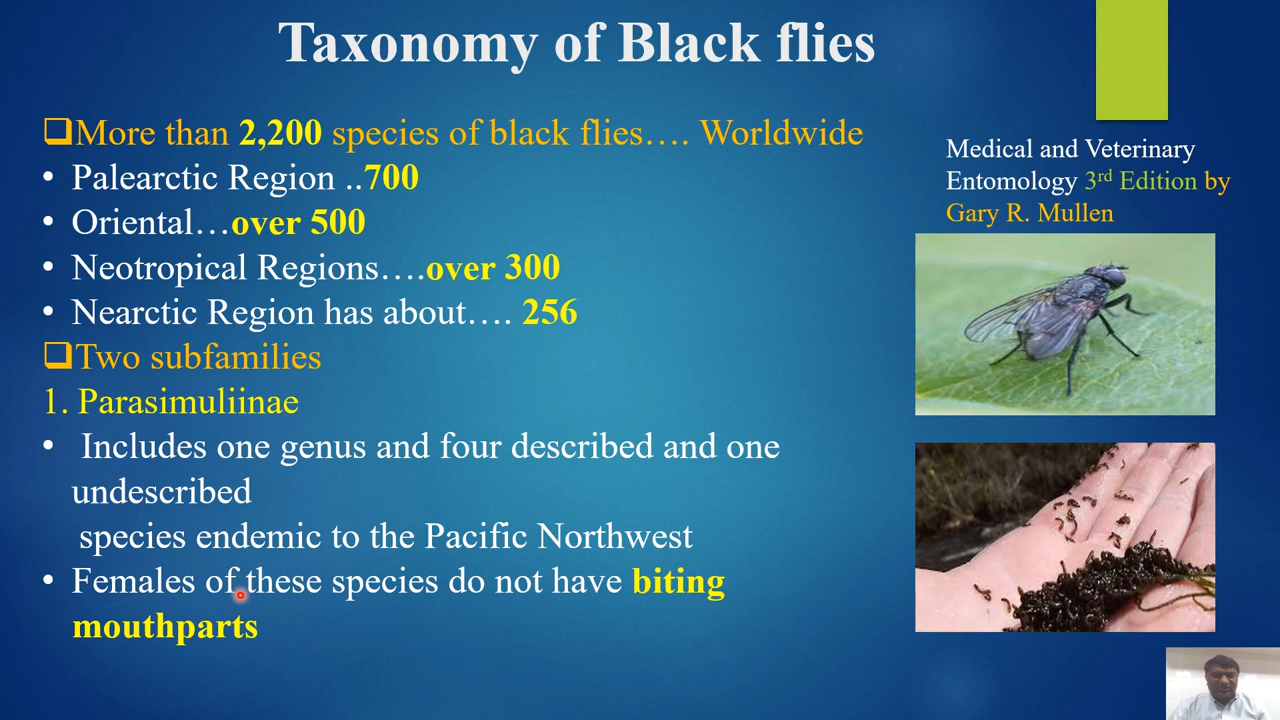 Taxonomy of Black flies
❑More than 2,200 species of black flies…. Worldwide
• Palearctic Region ..700
• Oriental…over 500
• Neotropical Regions….over 300
• Nearctic Region has about…. 256
❑Two subfamilies
1. Parasimuliinae
• Includes one genus and four described and one
undescribed
species endemic to the Pacific Northwest
• Females of these species do not have biting
mouthparts
Medical and Veterinary
Entomology 3rd Edition by
Gary R. Mullen